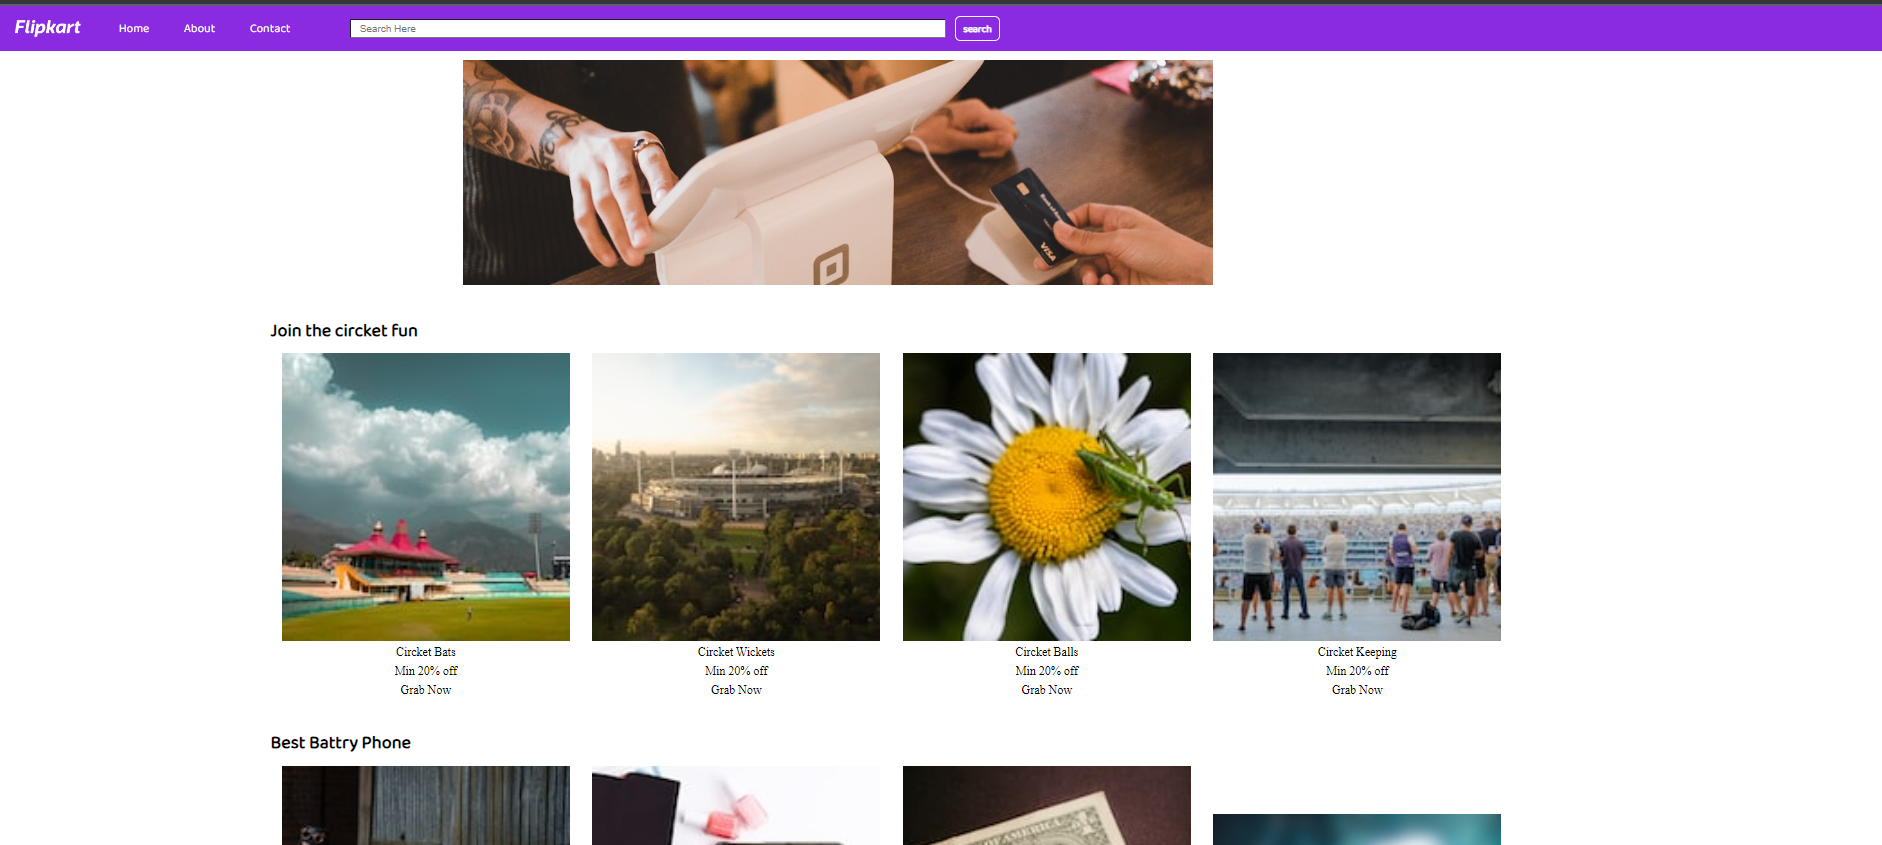 Flipkart Home About Contact Search Here search
VISA
Join the circket fun
Circket Bats Circket Wickets Circket Balls Circket Keeping
Min 20% off Min 20% off Min 20% off Min 20% off
Grab Now Grab Now Grab Now Grab Now
Best Battry Phone
OF AMERICA